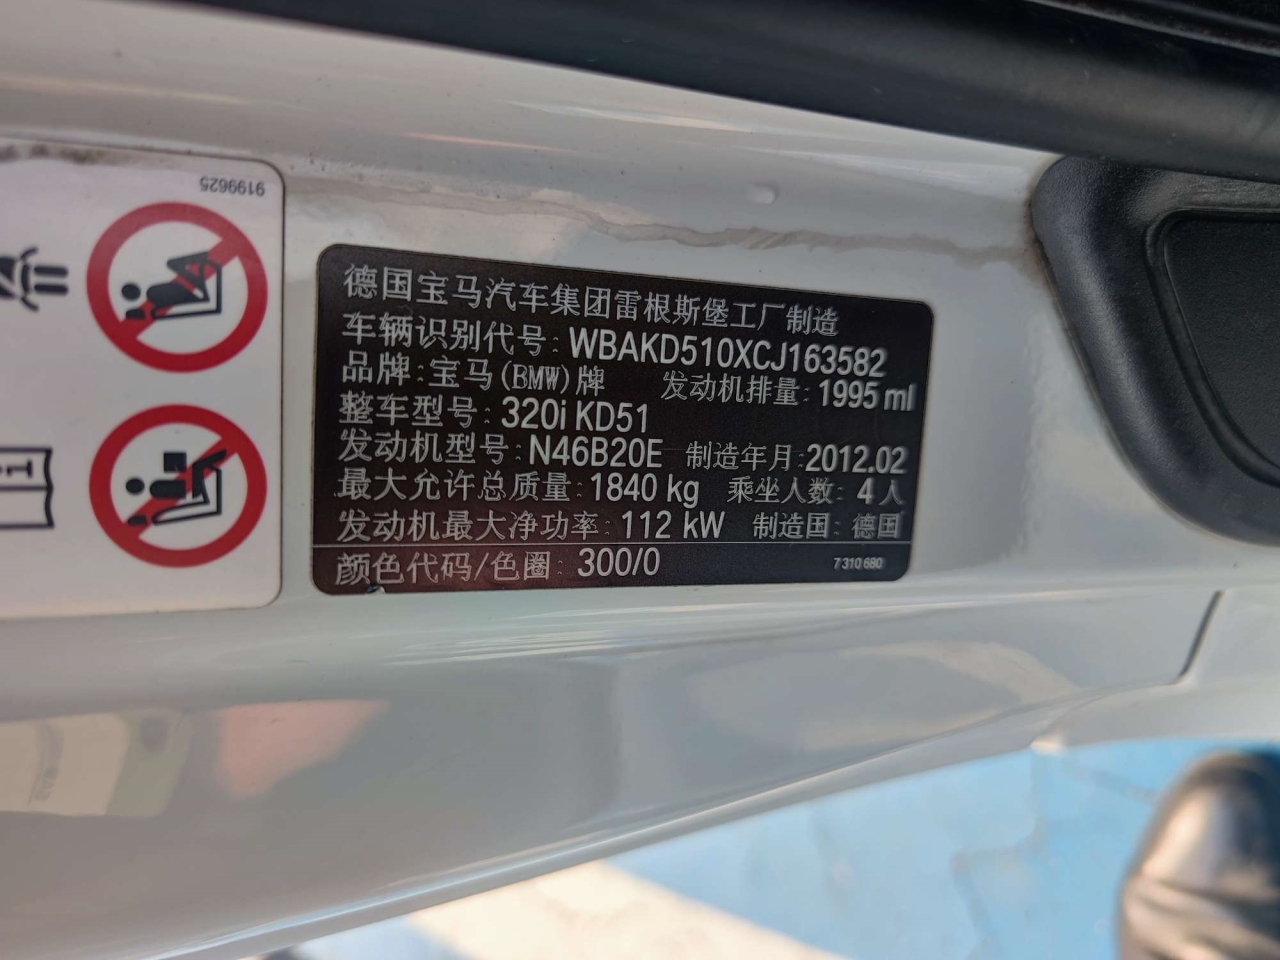 9199625
德国宝马汽车集团雷根斯堡工厂制造
车辆识别代号: WBAKD510XCJ163582
品牌:宝马(BMW)牌 发动机排量: 1995 ml
整车型号: 320i KD51
发动机型号: N46B20E 制造年月:2012.02
最大允许总质量: 1840 kg 乘坐人数: 4人
发动机最大净功率: 112 kW 制造国: 德国
颜色代码/色圈: 300/0 7 310 680